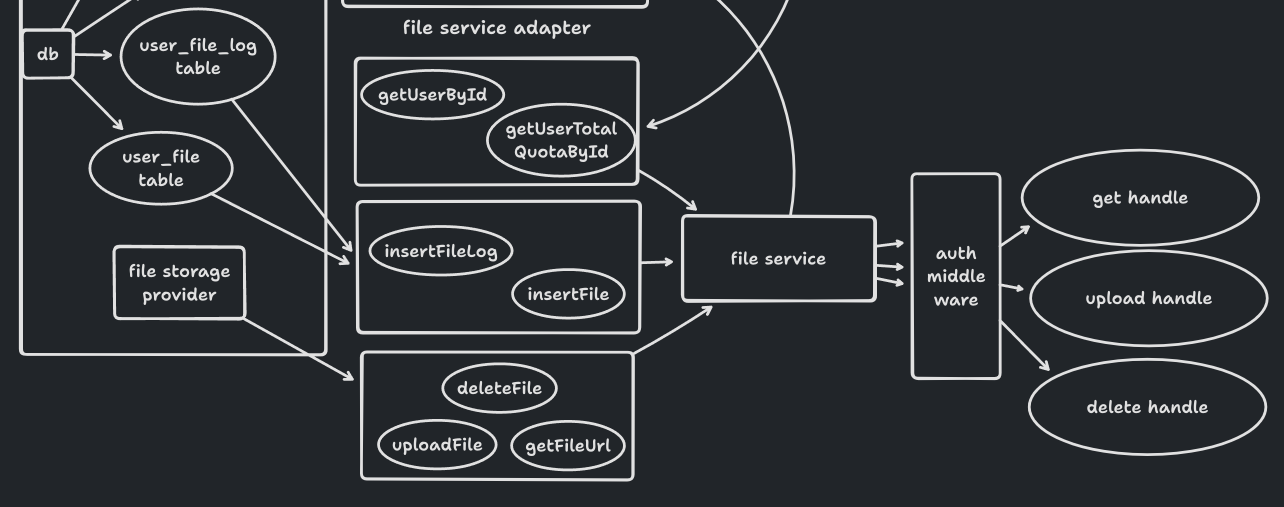 file service adapter
db
user_file_log
table
getUserById
getUserTotal
QuotaById
user_file
table
get handle
insertFileLog
file service
auth
middle
ware
file storage
provider
insertFile
upload handle
deleteFile
delete handle
uploadFile
getFileUrl